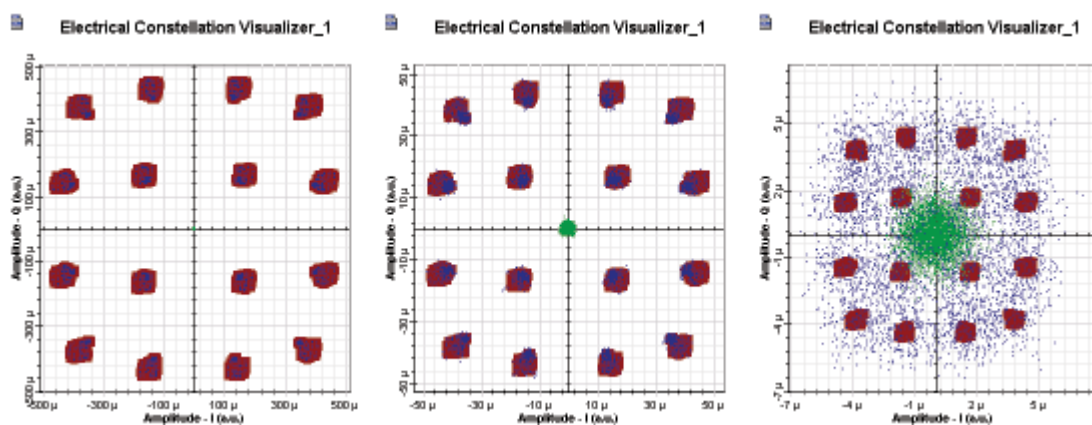 Electrical Constellation Visualizer_1
Amplitude - Q (a.u.)
500 μ
300 μ
100 μ
-100 μ
-300 μ
-500 μ
-500 μ -300 μ -100 μ 100 μ 300 μ 500 μ
Amplitude - I (a.u.)
Electrical Constellation Visualizer_1
Amplitude - Q (a.u.)
50 μ
30 μ
10 μ
-10 μ
-30 μ
-50 μ
-50 μ -30 μ -10 μ 10 μ 30 μ 50 μ
Amplitude - I (a.u.)
Electrical Constellation Visualizer_1
Amplitude - Q (a.u.)
5 μ
2 μ
-1 μ
-4 μ
-7 μ
-7 μ -4 μ -1 μ 2 μ 5 μ
Amplitude - I (a.u.)